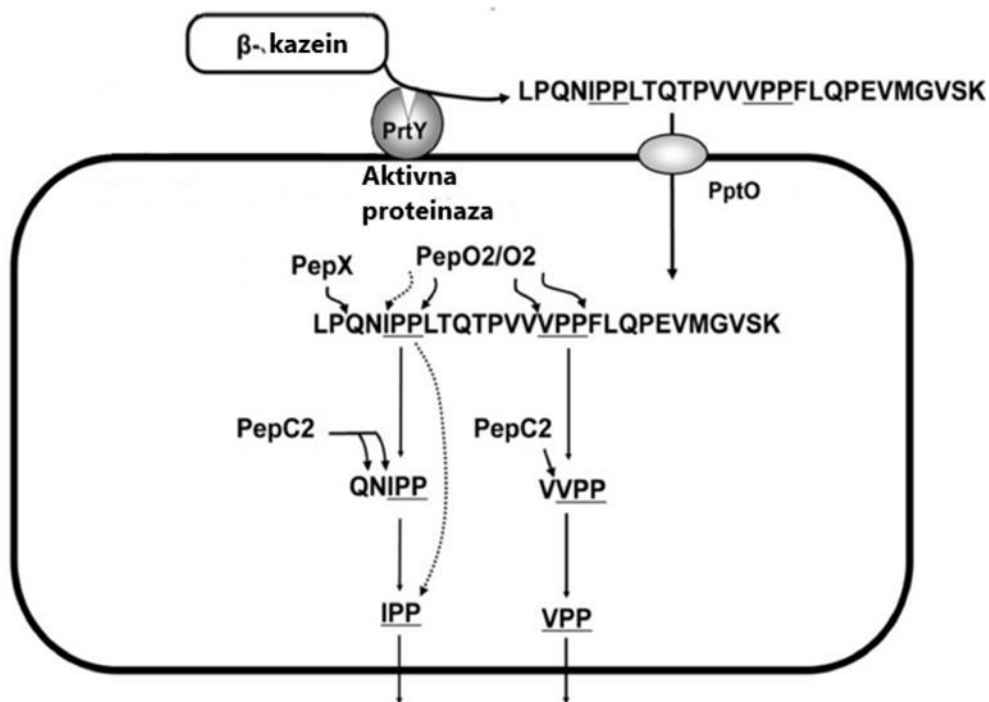 β- kazein
LPQNIPPLTQTPVVVPPFLQPEVMGVSK
PrtY
Aktivna
proteinaza
PptO
PepX
PepO2/O2
LPQNIPPLTQTPVVVPPFLQPEVMGVSK
PepC2
PepC2
QNIPP
VVPP
IPP
VPP